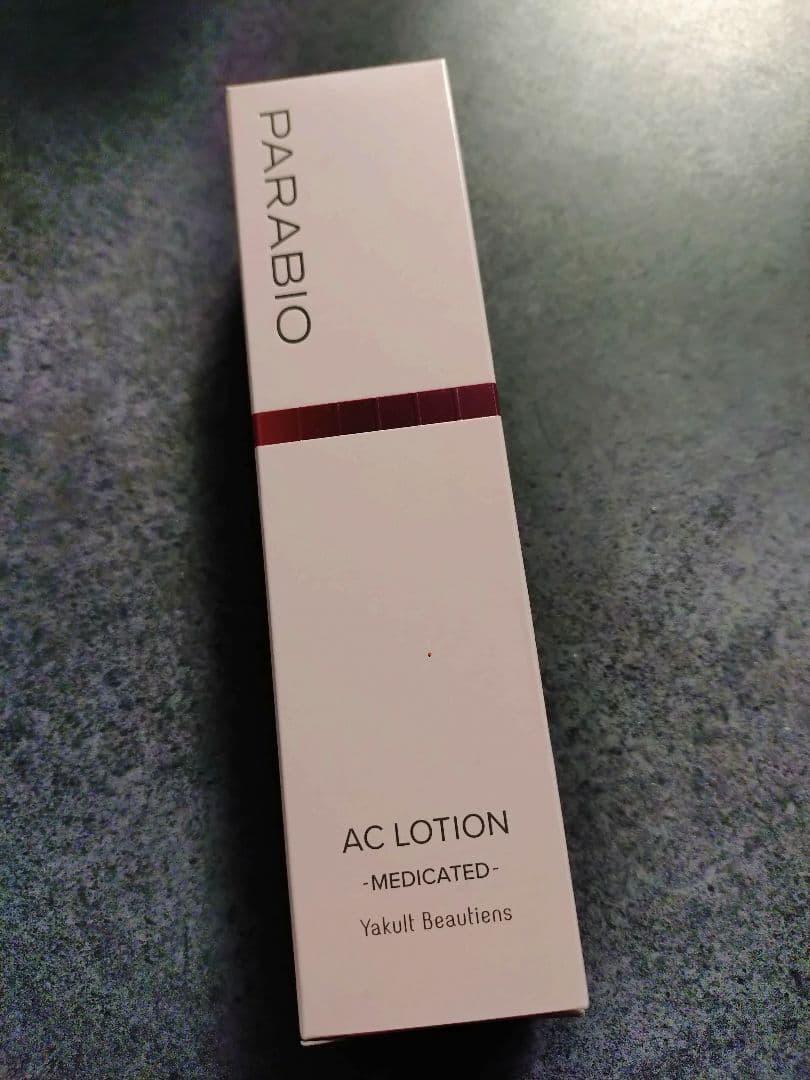 PARABIO
AC LOTION
-MEDICATED-
Yakult Beautiens